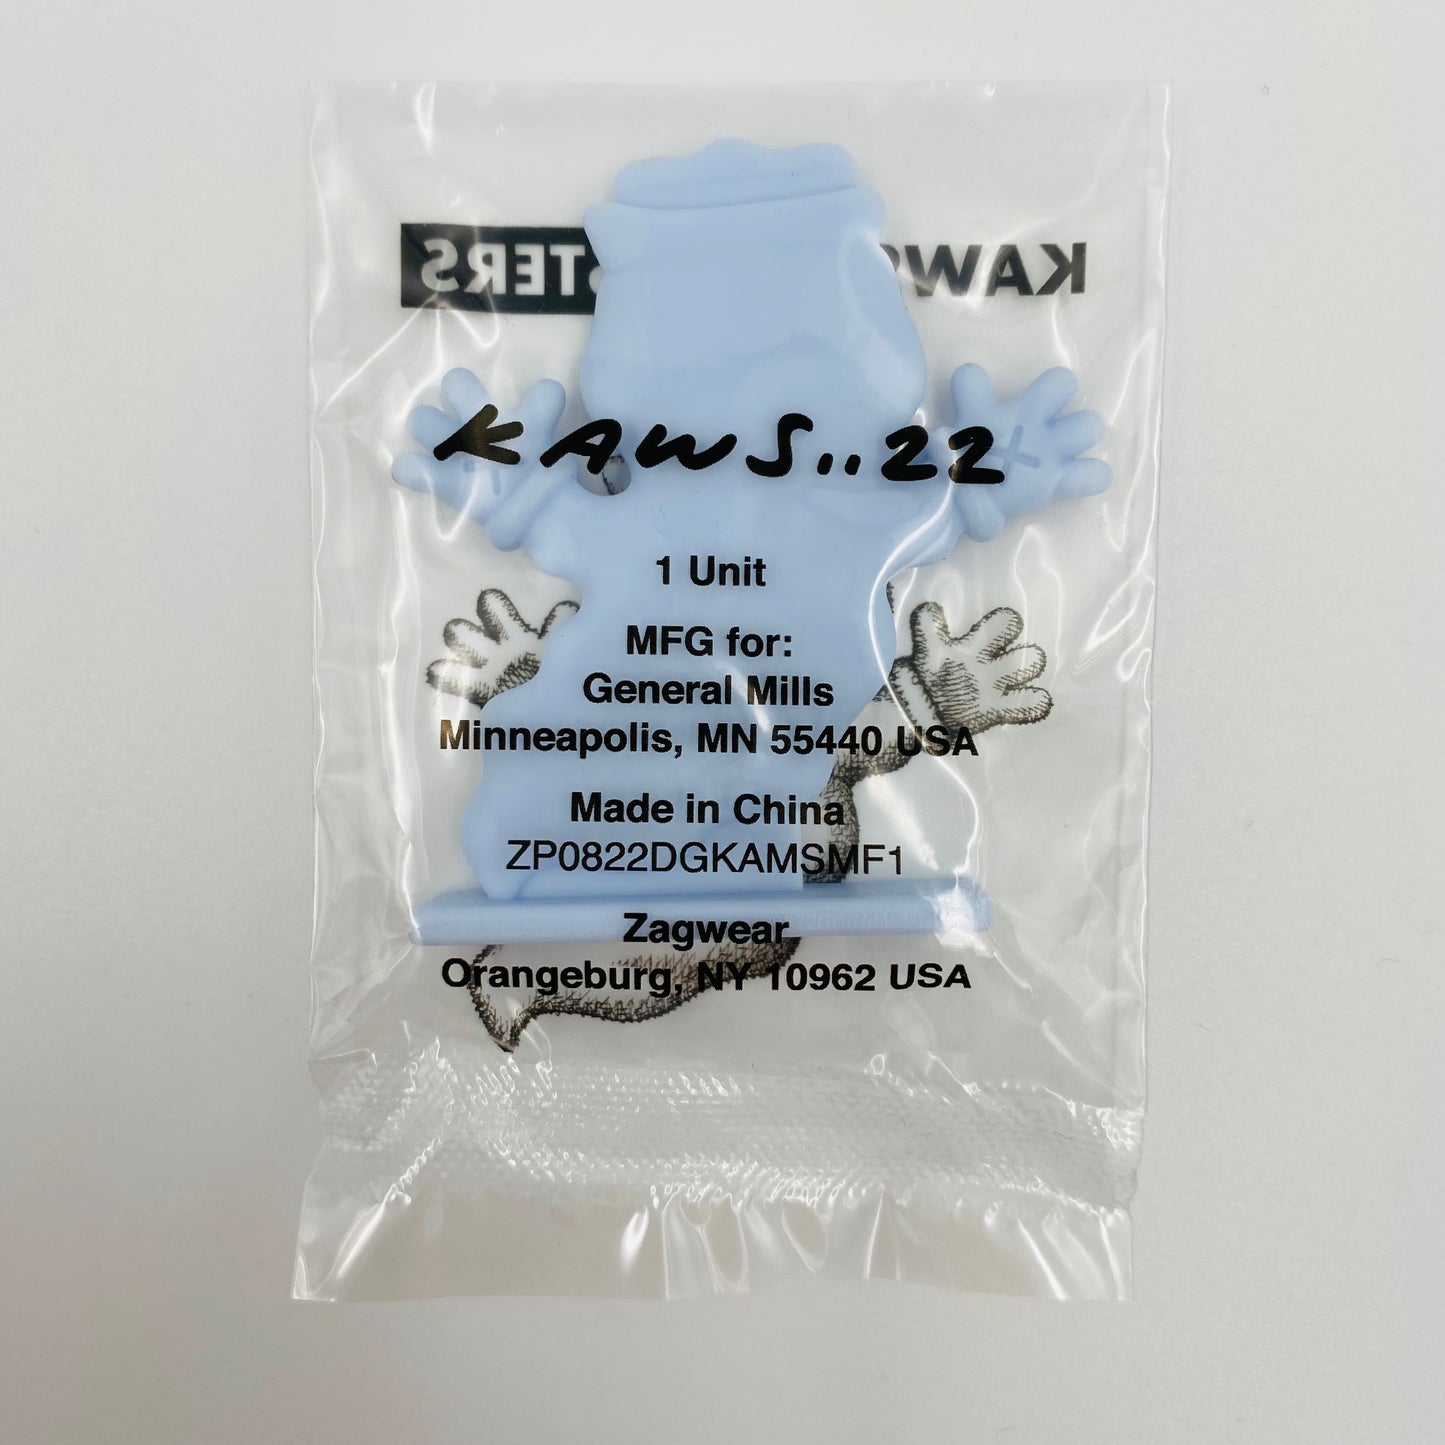 KAWS
STERS
KAWS..22
1 Unit
MFG for:
General Mills
Minneapolis, MN 55440 USA
Made in China
ZP0822DGKAMSMF1
Zagwear
Orangeburg, NY 10962 USA